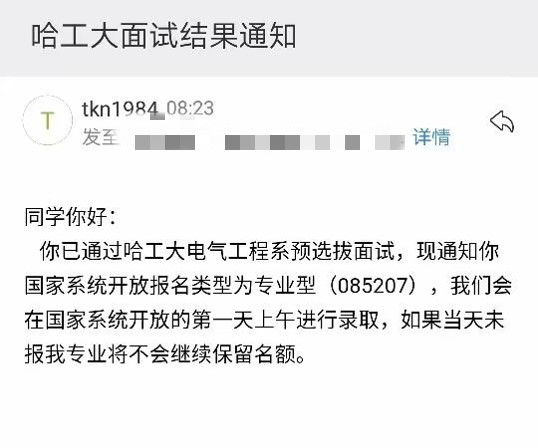 哈工大面试结果通知
T
tkn1984 08:23
发至 详情
同学你好：
你已通过哈工大电气工程系预选拔面试，现通知你
国家系统开放报名类型为专业型（085207），我们会
在国家系统开放的第一天上午进行录取，如果当天未
报我专业将不会继续保留名额。